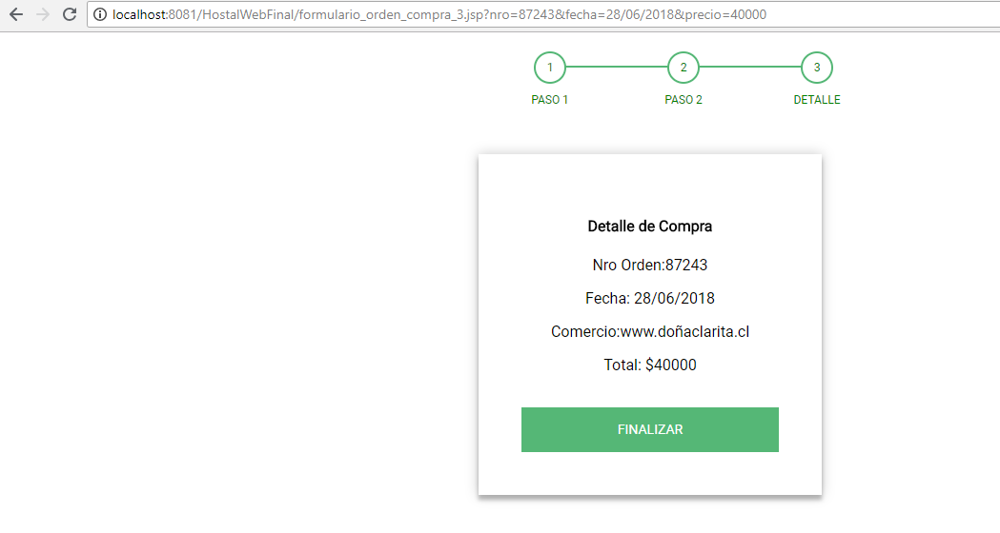 localhost:8081/HostalWebFinal/formulario_orden_compra_3.jsp?nro=87243&fecha=28/06/2018&precio=40000
1 2 3
PASO 1 PASO 2 DETALLE
Detalle de Compra
Nro Orden:87243
Fecha: 28/06/2018
Comercio:www.doñaclarita.cl
Total: $40000
FINALIZAR